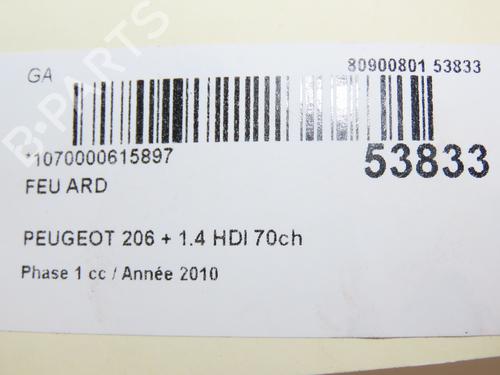 GA
80900801 53833
*1070000615897
53833
FEU ARD
PEUGEOT 206 + 1.4 HDI 70ch
Phase 1 cc / Année 2010
B-PARTS